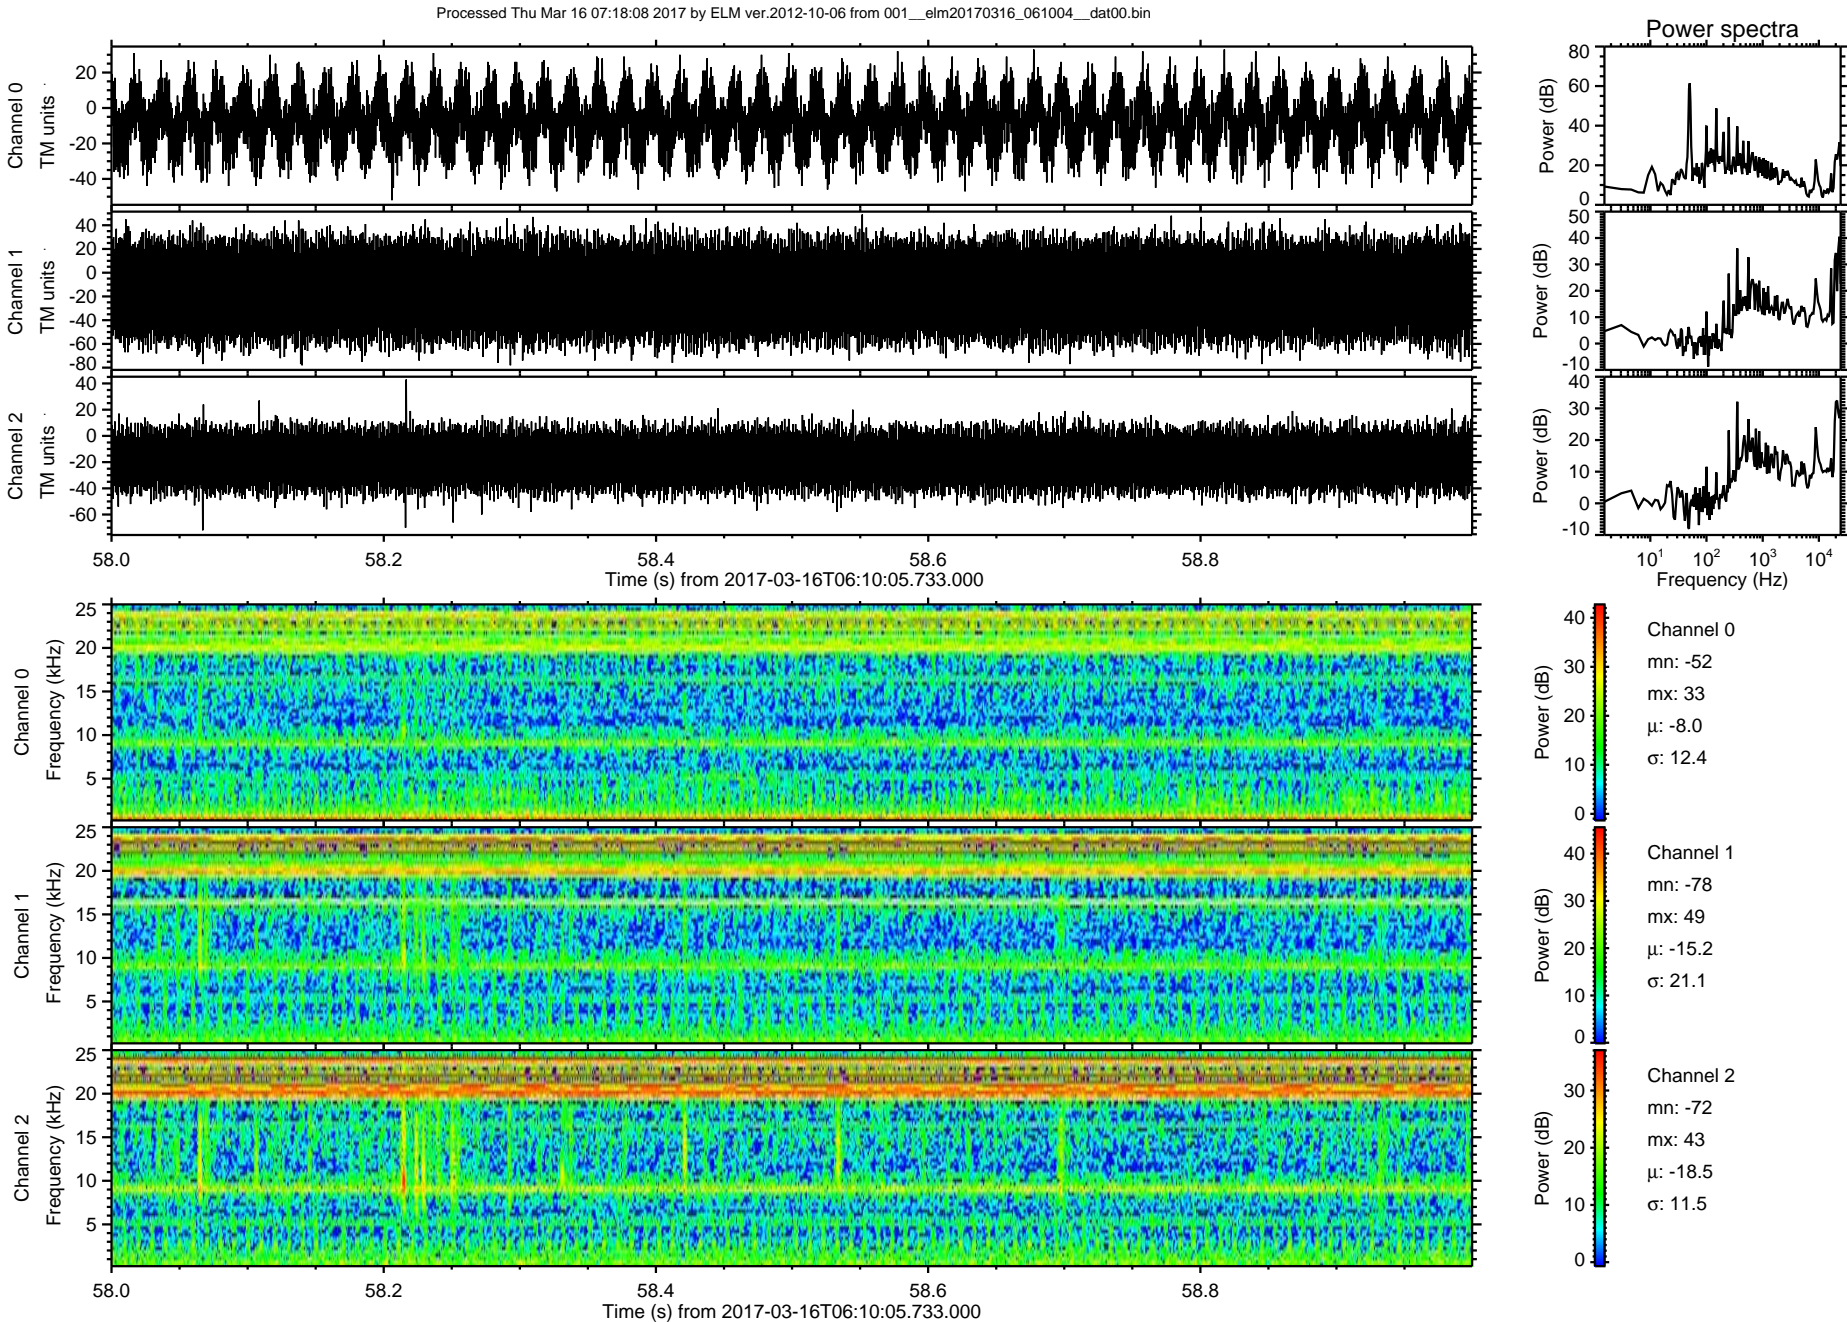 Processed Thu Mar 16 07:18:08 2017 by ELM ver.2012-10-06 from 001__elm20170316_061004__dat00.bin
Power spectra
Channel 0
TM units
20
0
-20
-40
Power (dB)
80
60
40
20
0
Channel 1
TM units
40
20
0
-20
-40
-60
-80
Power (dB)
50
40
30
20
10
0
-10
Channel 2
TM units
40
20
0
-20
-40
-60
Power (dB)
40
30
20
10
0
-10
58.0 58.2 58.4 58.6 58.8
Time (s) from 2017-03-16T06:10:05.733.000
10^1 10^2 10^3 10^4
Frequency (Hz)
Channel 0
Frequency (kHz)
25
20
15
10
5
Power (dB)
40
30
20
10
0
Channel 0
mn: -52
mx: 33
μ: -8.0
σ: 12.4
Channel 1
Frequency (kHz)
25
20
15
10
5
Power (dB)
40
30
20
10
0
Channel 1
mn: -78
mx: 49
μ: -15.2
σ: 21.1
Channel 2
Frequency (kHz)
25
20
15
10
5
Power (dB)
30
20
10
0
Channel 2
mn: -72
mx: 43
μ: -18.5
σ: 11.5
58.0 58.2 58.4 58.6 58.8
Time (s) from 2017-03-16T06:10:05.733.000